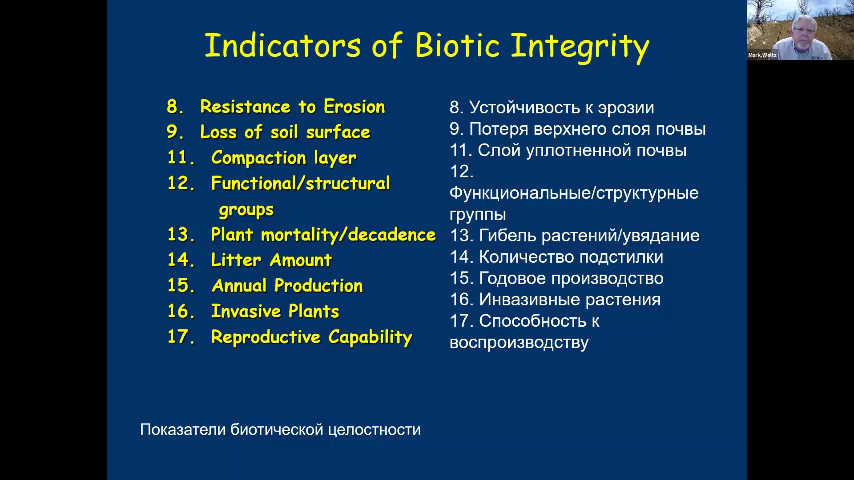 Indicators of Biotic Integrity
8. Resistance to Erosion
9. Loss of soil surface
11. Compaction layer
12. Functional/structural
groups
13. Plant mortality/decadence
14. Litter Amount
15. Annual Production
16. Invasive Plants
17. Reproductive Capability
8. Устойчивость к эрозии
9. Потеря верхнего слоя почвы
11. Слой уплотненной почвы
12.
Функциональные/структурные
группы
13. Гибель растений/увядание
14. Количество подстилки
15. Годовое производство
16. Инвазивные растения
17. Способность к
воспроизводству
Показатели биотической целостности
Mark Weltz